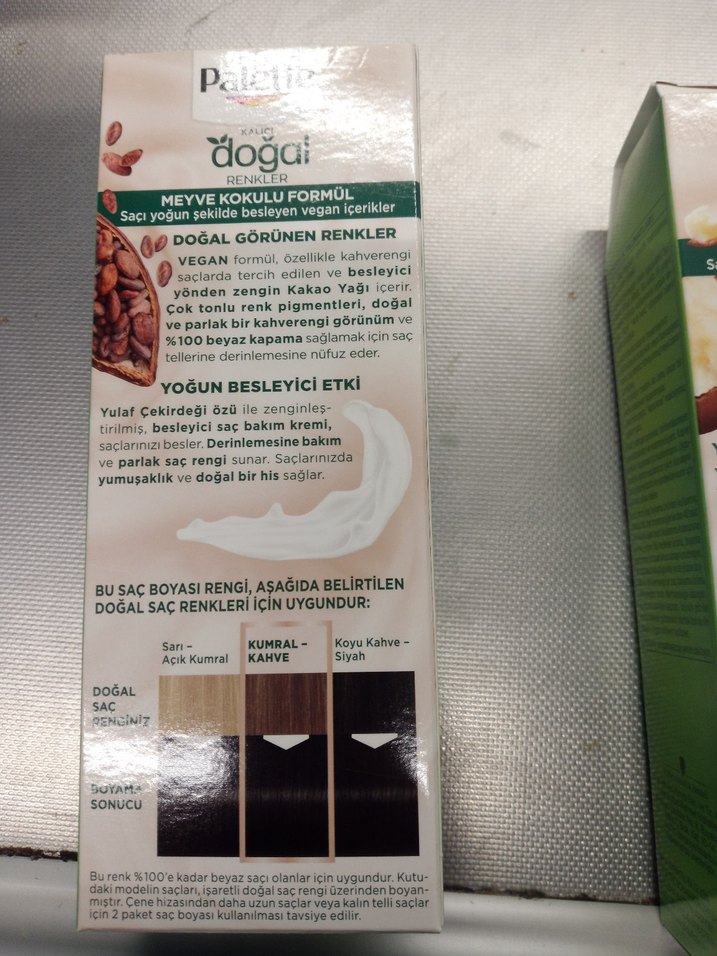 Palette
KALICI
doğal
RENKLER
MEYVE KOKULU FORMÜL
Saçı yoğun şekilde besleyen vegan içerikler
DOĞAL GÖRÜNEN RENKLER
VEGAN formül, özellikle kahverengi
saçlarda tercih edilen ve besleyici
yönden zengin Kakao Yağı içerir.
Çok tonlu renk pigmentleri, doğal
ve parlak bir kahverengi görünüm ve
%100 beyaz kapama sağlamak için saç
tellerine derinlemesine nüfuz eder.
YOĞUN BESLEYİCİ ETKİ
Yulaf Çekirdeği özü ile zenginleş-
tirilmiş, besleyici saç bakım kremi,
saçlarınızı besler. Derinlemesine bakım
ve parlak saç rengi sunar. Saçlarınızda
yumuşaklık ve doğal bir his sağlar.
BU SAÇ BOYASI RENGİ, AŞAĞIDA BELİRTİLEN
DOĞAL SAÇ RENKLERİ İÇİN UYGUNDUR:
Sarı – KUMRAL – Koyu Kahve –
Açık Kumral KAHVE Siyah
DOĞAL
SAÇ
RENGİNİZ
BOYAMA
SONUCU
Bu renk %100'e kadar beyaz saçı olanlar için uygundur. Kutu-
daki modelin saçları, işaretli doğal saç rengi üzerinden boyan-
mıştır. Çene hizasından daha uzun saçlar veya kalın telli saçlar
için 2 paket saç boyası kullanılması tavsiye edilir.